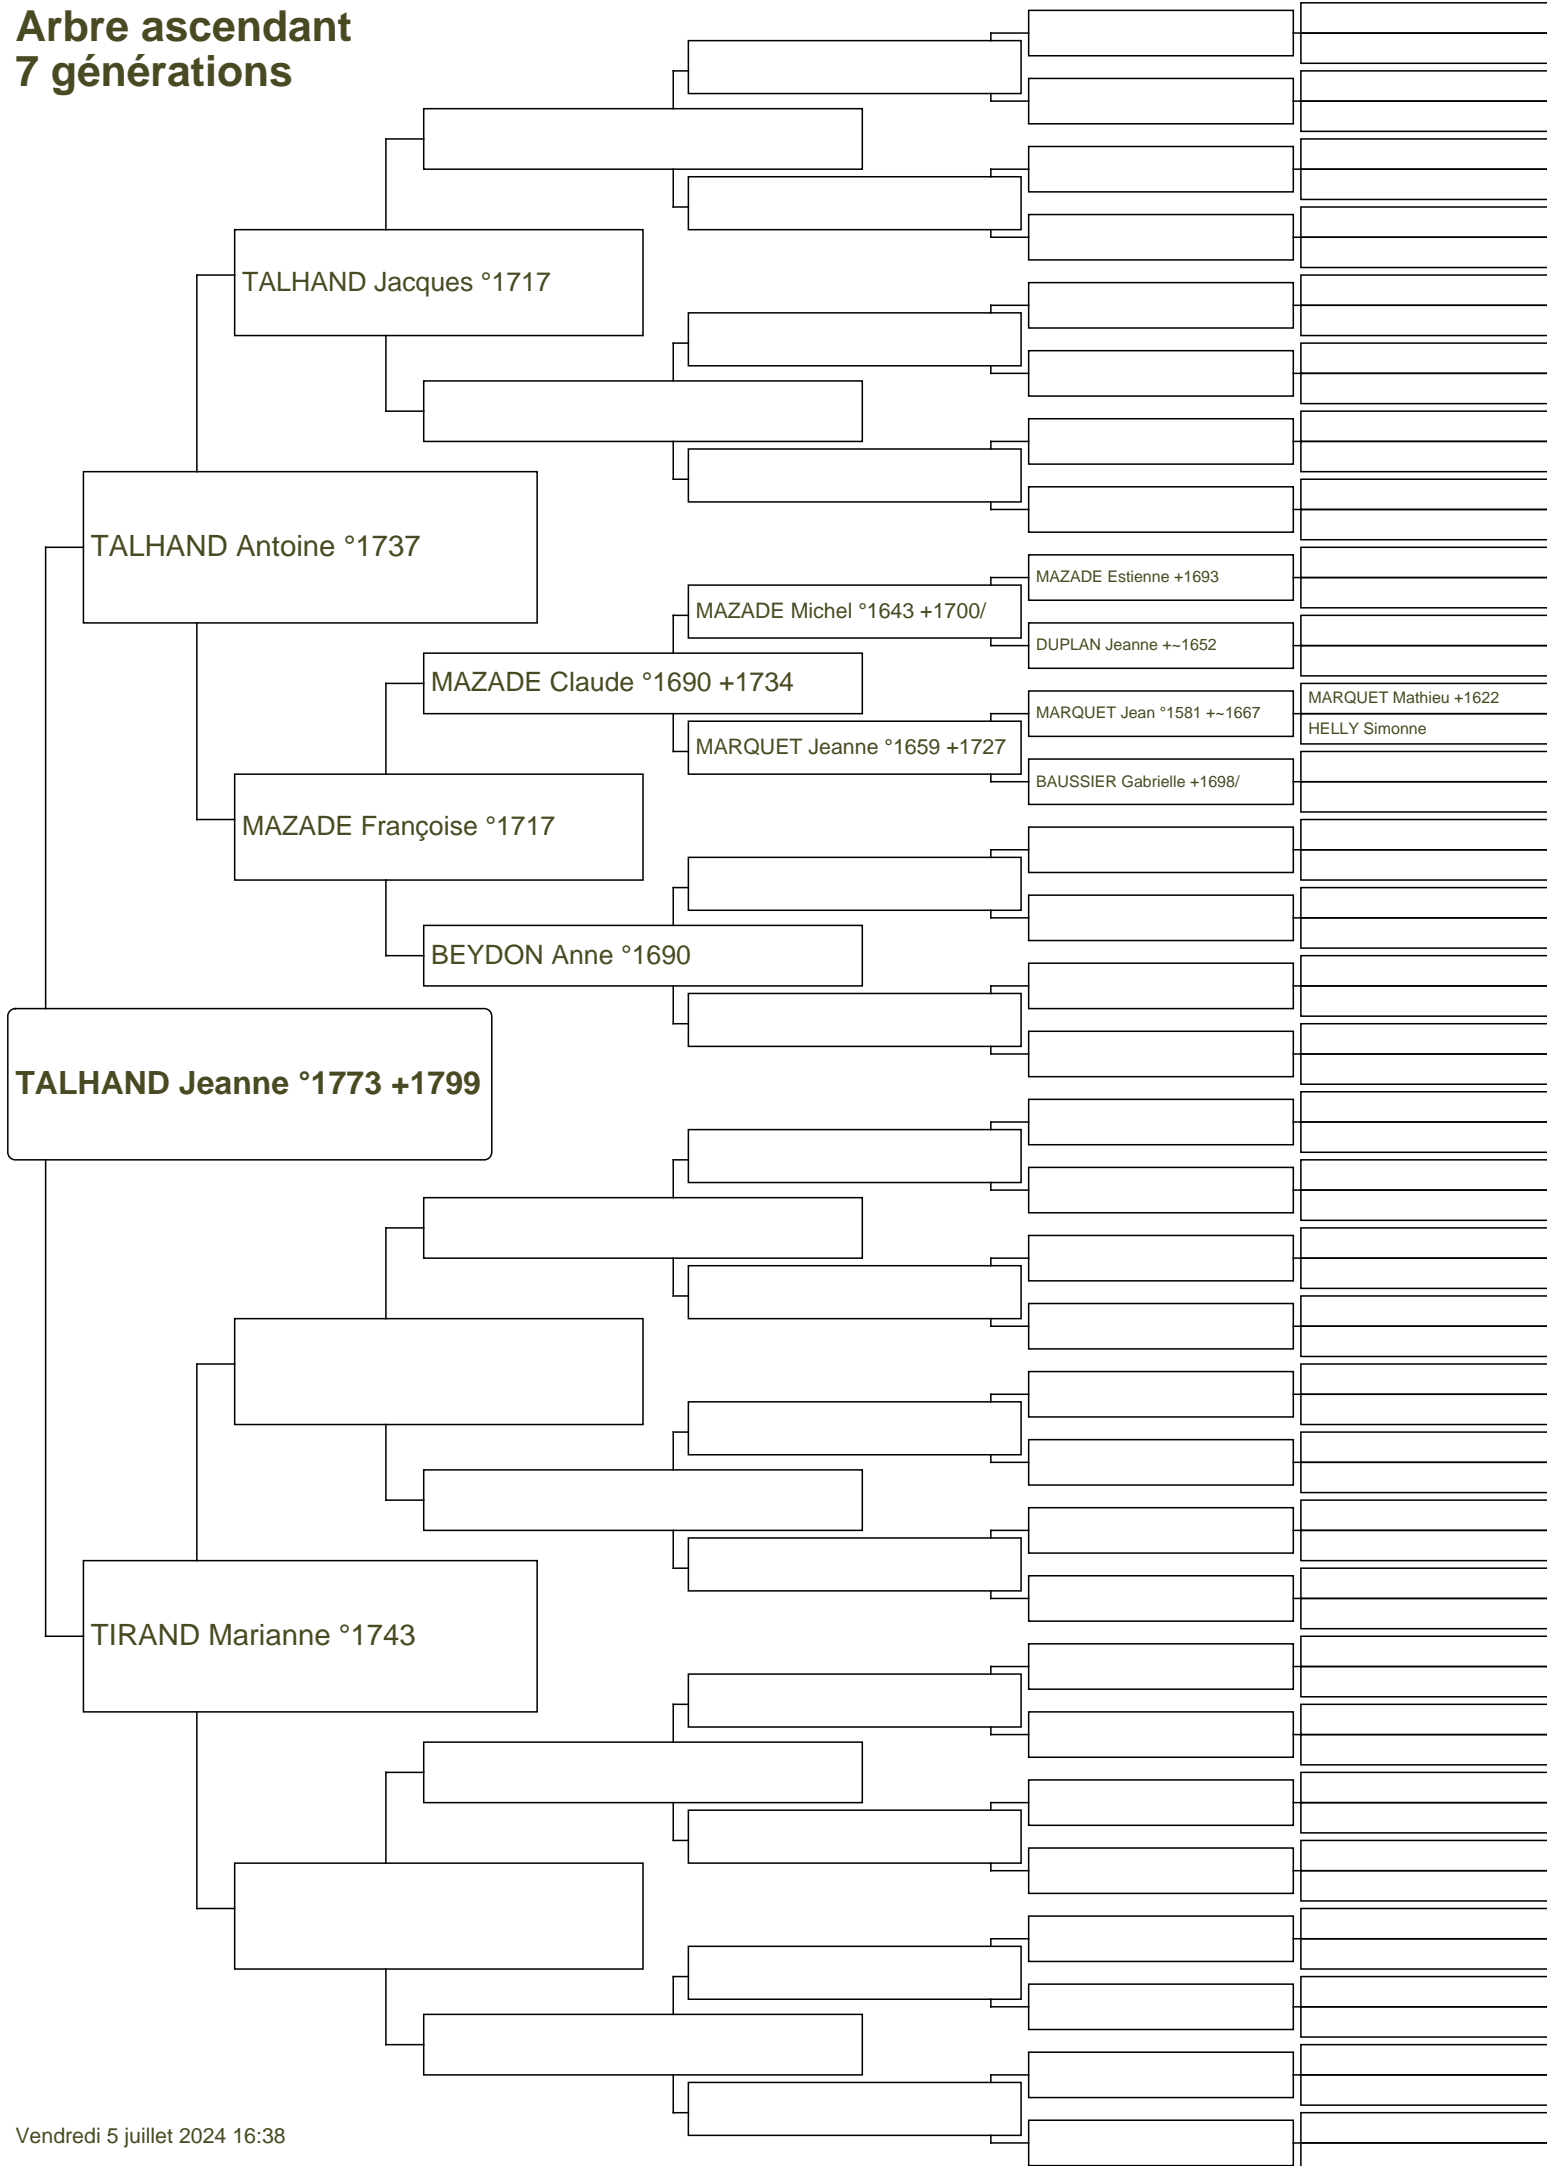 Arbre ascendant
7 générations
TALHAND Jacques °1717
TALHAND Antoine °1737
MAZADE Estienne +1693
MAZADE Michel °1643 +1700/
DUPLAN Jeanne +~1652
MAZADE Claude °1690 +1734
MARQUET Mathieu +1622
MARQUET Jean °1581 +~1667
HELLY Simonne
MARQUET Jeanne °1659 +1727
BAUSSIER Gabrielle +1698/
MAZADE Françoise °1717
BEYDON Anne °1690
TALHAND Jeanne °1773 +1799
TIRAND Marianne °1743
Vendredi 5 juillet 2024 16:38